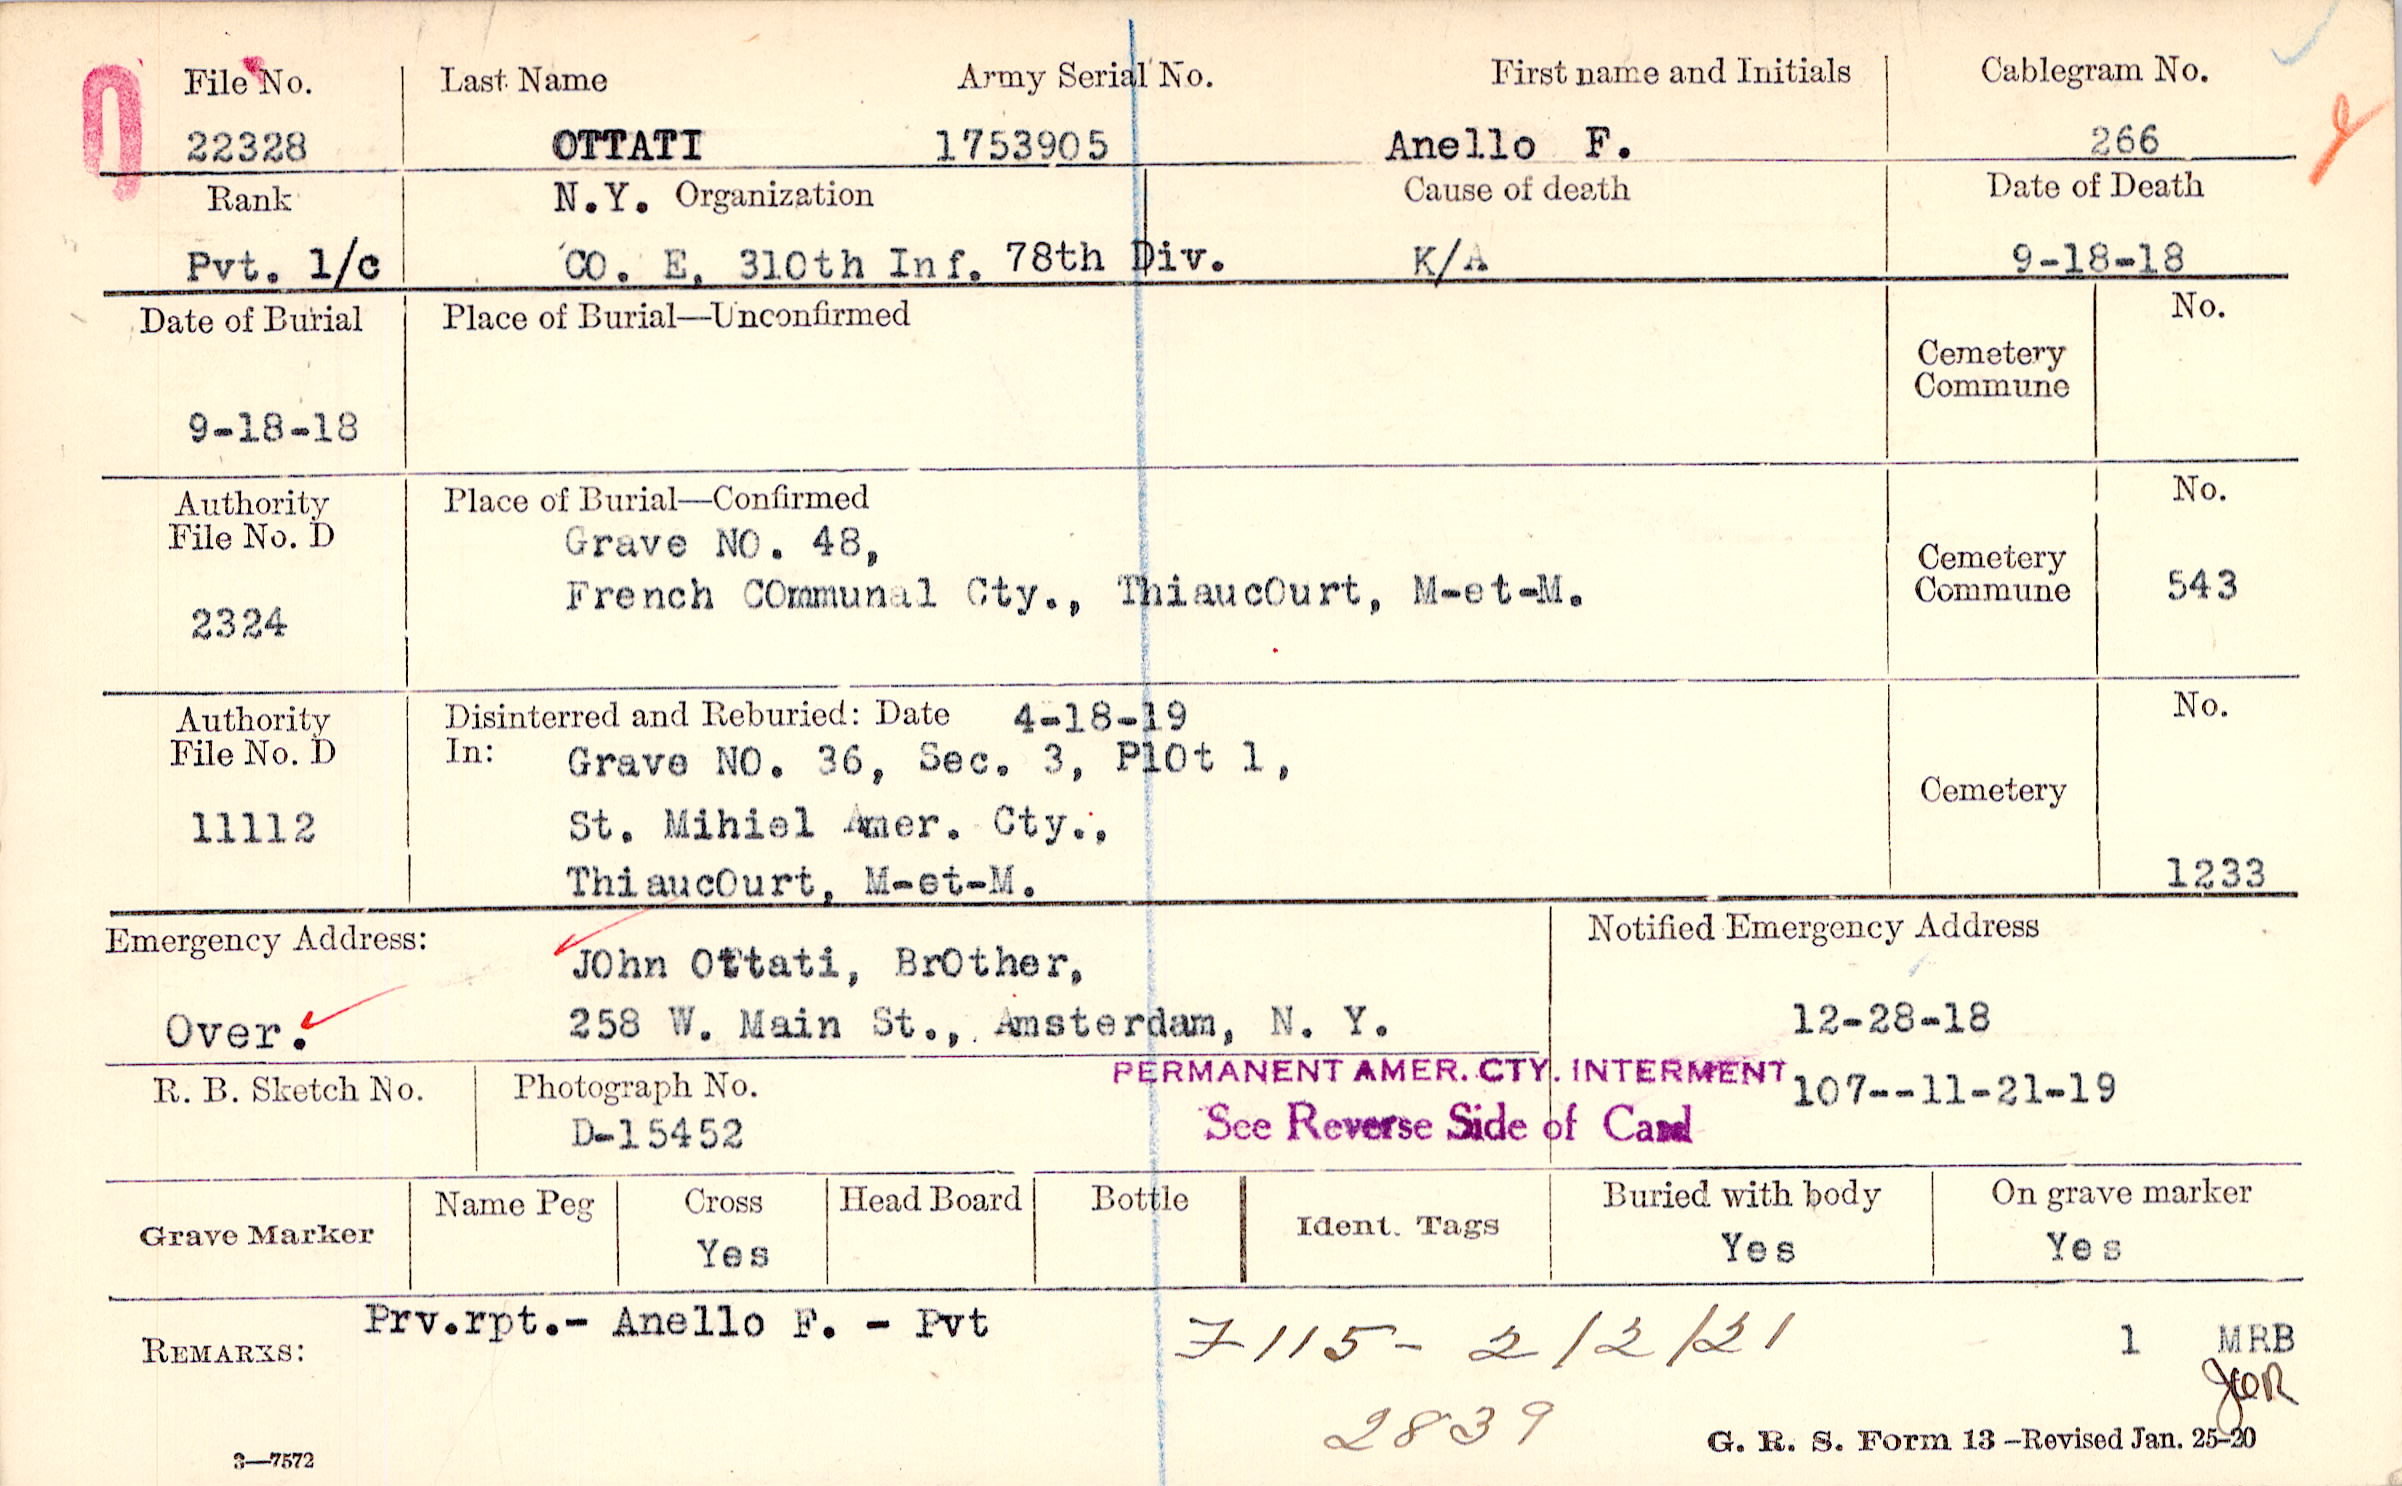 File No. Last Name Army Serial No. First name and Initials Cablegram No.
22328 OTTATI 1753905 Anello F. 266
Rank N.Y. Organization Cause of death Date of Death
Pvt. 1/c CO. E, 310th Inf. 78th Div. K/A 9-18-18
Date of Burial Place of Burial—Unconfirmed No.
Cemetery
Commune
9-18-18
Authority Place of Burial—Confirmed No.
File No. D Grave NO. 48,
2324 French COmmunal Cty., ThiaucOurt, M-et-M. Cemetery
Commune 543
Authority Disinterred and Reburied: Date 4-18-19 No.
File No. D In: Grave NO. 36, Sec. 3, PlOt 1,
11112 St. Mihiel Amer. Cty., Cemetery
ThiaucOurt, M-et-M. 1233
Emergency Address: Notified Emergency Address
JOhn Ottati, BrOther,
Over. 258 W. Main St., Amsterdam, N. Y. 12-28-18
PERMANENT AMER. CTY. INTERMENT
R. B. Sketch No. Photograph No. 107--11-21-19
D-15452 See Reverse Side of Card
Grave Marker Name Peg Cross Head Board Bottle Ident. Tags Buried with body On grave marker
Yes Yes Yes
REMARKS: Prv.rpt.- Anello F. - Pvt 7115- 2/2/21 1 MRB
JOR
2839
3—7572 G. R. S. Form 13 –Revised Jan. 25-20